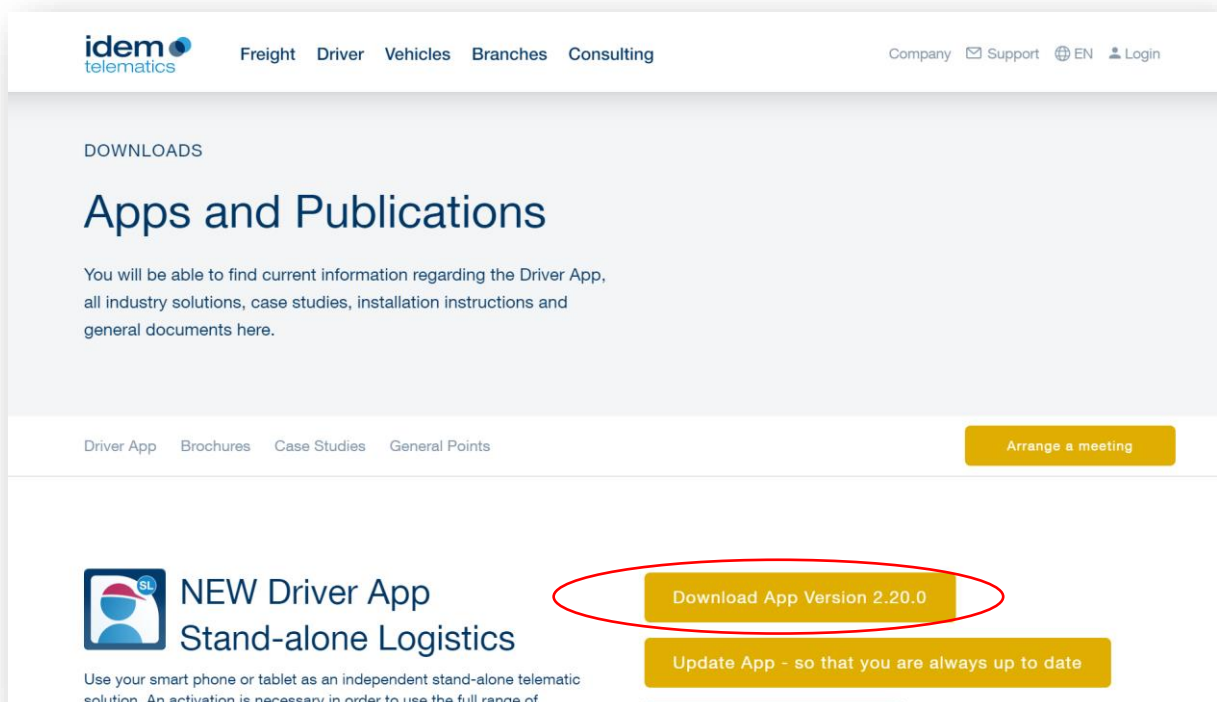 idem
telematics
Freight Driver Vehicles Branches Consulting
Company Support EN Login
DOWNLOADS
Apps and Publications
You will be able to find current information regarding the Driver App,
all industry solutions, case studies, installation instructions and
general documents here.
Driver App Brochures Case Studies General Points
Arrange a meeting
SL
NEW Driver App
Stand-alone Logistics
Use your smart phone or tablet as an independent stand-alone telematic
solution. An activation is necessary in order to use the full range of
Download App Version 2.20.0
Update App - so that you are always up to date